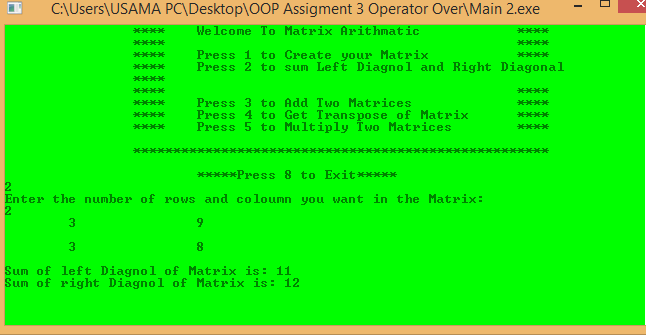 C:\Users\USAMA PC\Desktop\OOP Assigment 3 Operator Over\Main 2.exe
**** Welcome To Matrix Arithmatic ****
**** ****
**** Press 1 to Create your Matrix ****
**** Press 2 to sum Left Diagnol and Right Diagonal
****
**** ****
**** Press 3 to Add Two Matrices ****
**** Press 4 to Get Transpose of Matrix ****
**** Press 5 to Multiply Two Matrices ****
****************************************************
*****Press 8 to Exit*****
2
Enter the number of rows and coloumn you want in the Matrix:
2
3 9
3 8
Sum of left Diagnol of Matrix is: 11
Sum of right Diagnol of Matrix is: 12